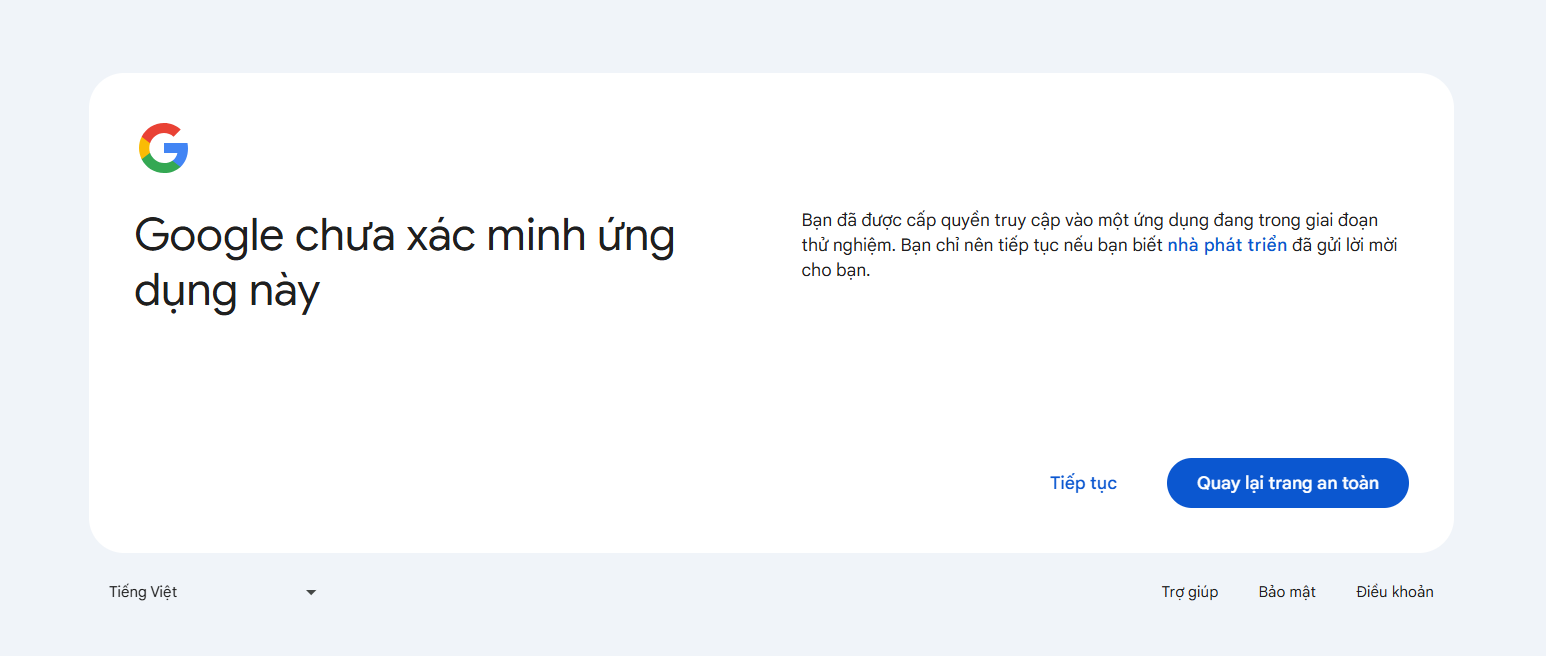 Google chưa xác minh ứng
dụng này
Bạn đã được cấp quyền truy cập vào một ứng dụng đang trong giai đoạn
thử nghiệm. Bạn chỉ nên tiếp tục nếu bạn biết nhà phát triển đã gửi lời mời
cho bạn.
Tiếp tục
Quay lại trang an toàn
Tiếng Việt
Trợ giúp
Bảo mật
Điều khoản